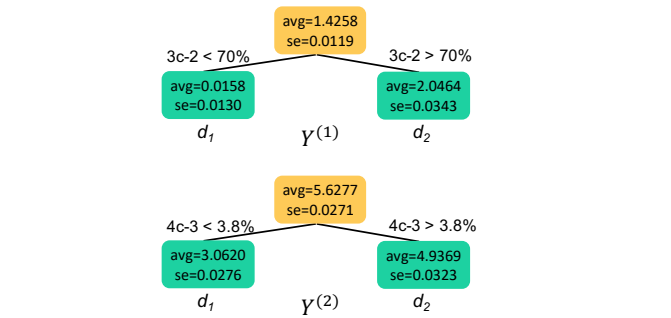 avg=1.4258
se=0.0119
3c-2 < 70%
3c-2 > 70%
avg=0.0158
se=0.0130
avg=2.0464
se=0.0343
d₁
Y⁽¹⁾
d₂
avg=5.6277
se=0.0271
4c-3 < 3.8%
4c-3 > 3.8%
avg=3.0620
se=0.0276
avg=4.9369
se=0.0323
d₁
Y⁽²⁾
d₂